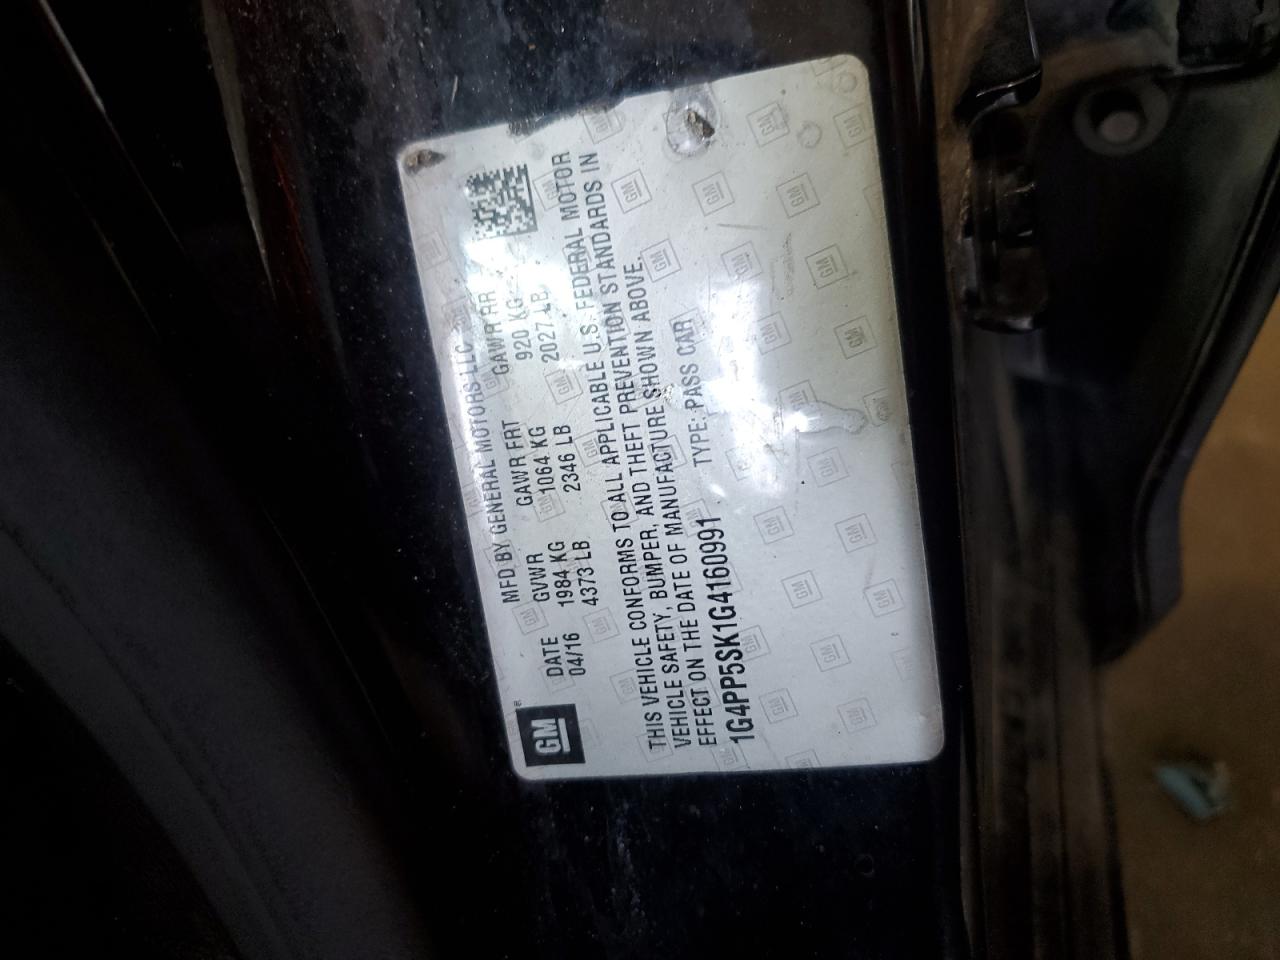 MFD BY GENERAL MOTORS LLC
DATE GVWR GAWR FRT GAWR RR
04/16 1984 KG 1064 KG 920 KG
4373 LB 2346 LB 2027 LB
THIS VEHICLE CONFORMS TO ALL APPLICABLE U.S. FEDERAL MOTOR
VEHICLE SAFETY, BUMPER, AND THEFT PREVENTION STANDARDS IN
EFFECT ON THE DATE OF MANUFACTURE SHOWN ABOVE.
1G4PP5SK1G4160991 TYPE: PASS CAR
GM®